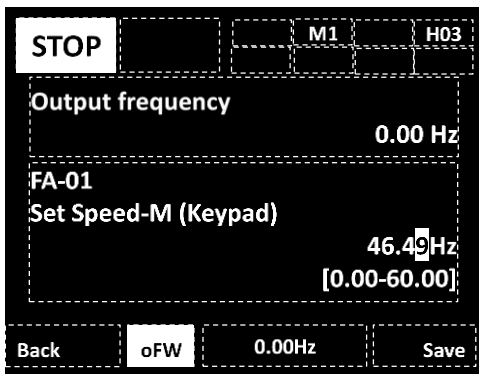 STOP M1 H03
Output frequency
0.00 Hz
FA-01
Set Speed-M (Keypad)
46.49Hz
[0.00-60.00]
Back oFW 0.00Hz Save